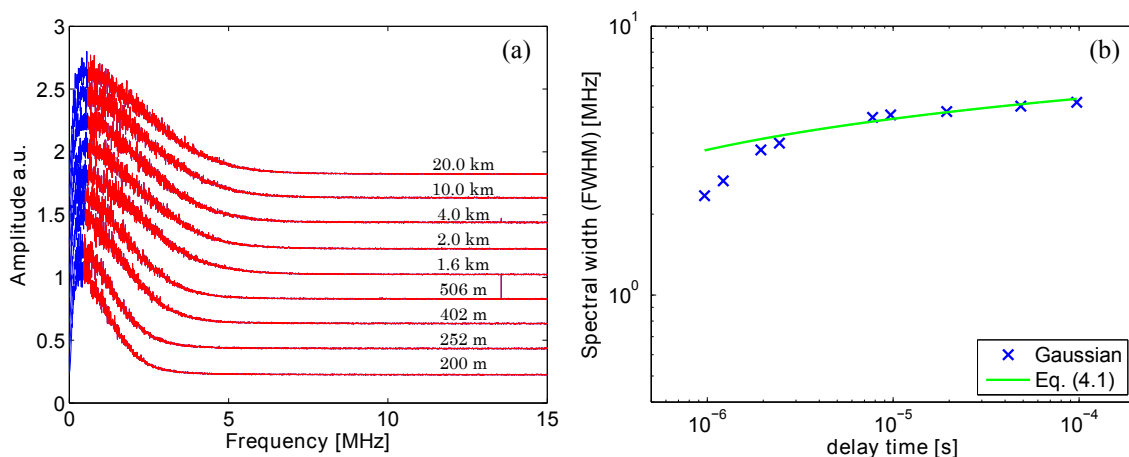 (a)
3
2.5
2
1.5
1
0.5
0
Amplitude a.u.
20.0 km
10.0 km
4.0 km
2.0 km
1.6 km
506 m
402 m
252 m
200 m
0
5
10
15
Frequency [MHz]
(b)
10^1
10^0
Spectral width (FWHM) [MHz]
Gaussian
Eq. (4.1)
10^−6
10^−5
10^−4
delay time [s]